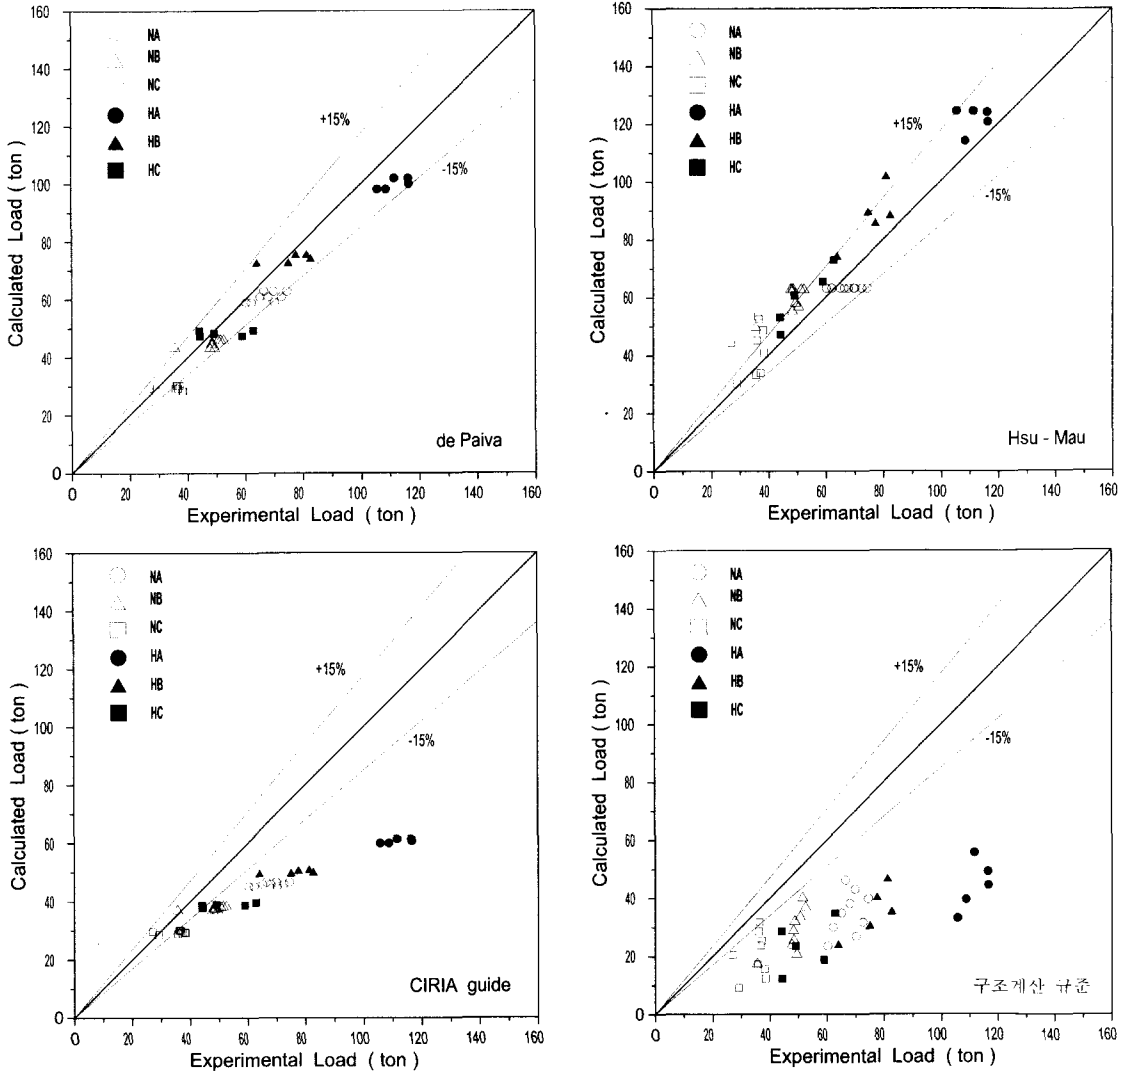 160
140
120
100
80
60
40
20
0
Calculated Load ( ton )
NA
NB
NC
HA
HB
HC
+15%
-15%
de Paiva
0
20
40
60
80
100
120
140
160
Experimental Load ( ton )
160
140
120
100
80
60
40
20
0
Calculated Load ( ton )
NA
NB
NC
HA
HB
HC
+15%
-15%
Hsu - Mau
0
20
40
60
80
100
120
140
160
Experimantal Load ( ton )
160
140
120
100
80
60
40
20
0
Calculated Load ( ton )
NA
NB
NC
HA
HB
HC
+15%
-15%
CIRIA guide
0
20
40
60
80
100
120
140
160
Experimental Load ( ton )
160
140
120
100
80
60
40
20
0
Calculated Load ( ton )
NA
NB
NC
HA
HB
HC
+15%
-15%
구조계산 규준
0
20
40
60
80
100
120
140
160
Experimental Load ( ton )